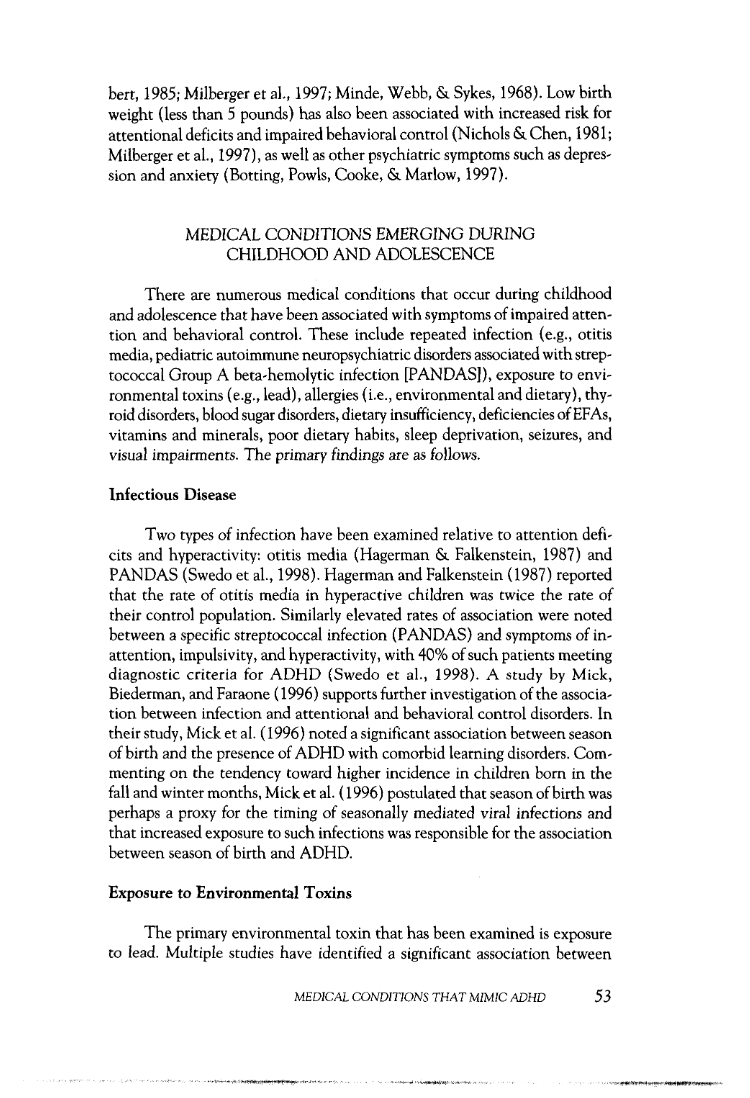 bert, 1985; Milberger et al., 1997; Minde, Webb, & Sykes, 1968). Low birth
weight (less than 5 pounds) has also been associated with increased risk for
attentional deficits and impaired behavioral control (Nichols & Chen, 1981;
Milberger et al., 1997), as well as other psychiatric symptoms such as depres-
sion and anxiety (Botting, Powls, Cooke, & Marlow, 1997).
MEDICAL CONDITIONS EMERGING DURING
CHILDHOOD AND ADOLESCENCE
There are numerous medical conditions that occur during childhood
and adolescence that have been associated with symptoms of impaired atten-
tion and behavioral control. These include repeated infection (e.g., otitis
media, pediatric autoimmune neuropsychiatric disorders associated with strep-
tococcal Group A beta-hemolytic infection [PANDAS]), exposure to envi-
ronmental toxins (e.g., lead), allergies (i.e., environmental and dietary), thy-
roid disorders, blood sugar disorders, dietary insufficiency, deficiencies of EFAs,
vitamins and minerals, poor dietary habits, sleep deprivation, seizures, and
visual impairments. The primary findings are as follows.
Infectious Disease
Two types of infection have been examined relative to attention defi-
cits and hyperactivity: otitis media (Hagerman & Falkenstein, 1987) and
PANDAS (Swedo et al., 1998). Hagerman and Falkenstein (1987) reported
that the rate of otitis media in hyperactive children was twice the rate of
their control population. Similarly elevated rates of association were noted
between a specific streptococcal infection (PANDAS) and symptoms of in-
attention, impulsivity, and hyperactivity, with 40% of such patients meeting
diagnostic criteria for ADHD (Swedo et al., 1998). A study by Mick,
Biederman, and Faraone (1996) supports further investigation of the associa-
tion between infection and attentional and behavioral control disorders. In
their study, Mick et al. (1996) noted a significant association between season
of birth and the presence of ADHD with comorbid learning disorders. Com-
menting on the tendency toward higher incidence in children born in the
fall and winter months, Mick et al. (1996) postulated that season of birth was
perhaps a proxy for the timing of seasonally mediated viral infections and
that increased exposure to such infections was responsible for the association
between season of birth and ADHD.
Exposure to Environmental Toxins
The primary environmental toxin that has been examined is exposure
to lead. Multiple studies have identified a significant association between
MEDICAL CONDITIONS THAT MIMIC ADHD 53